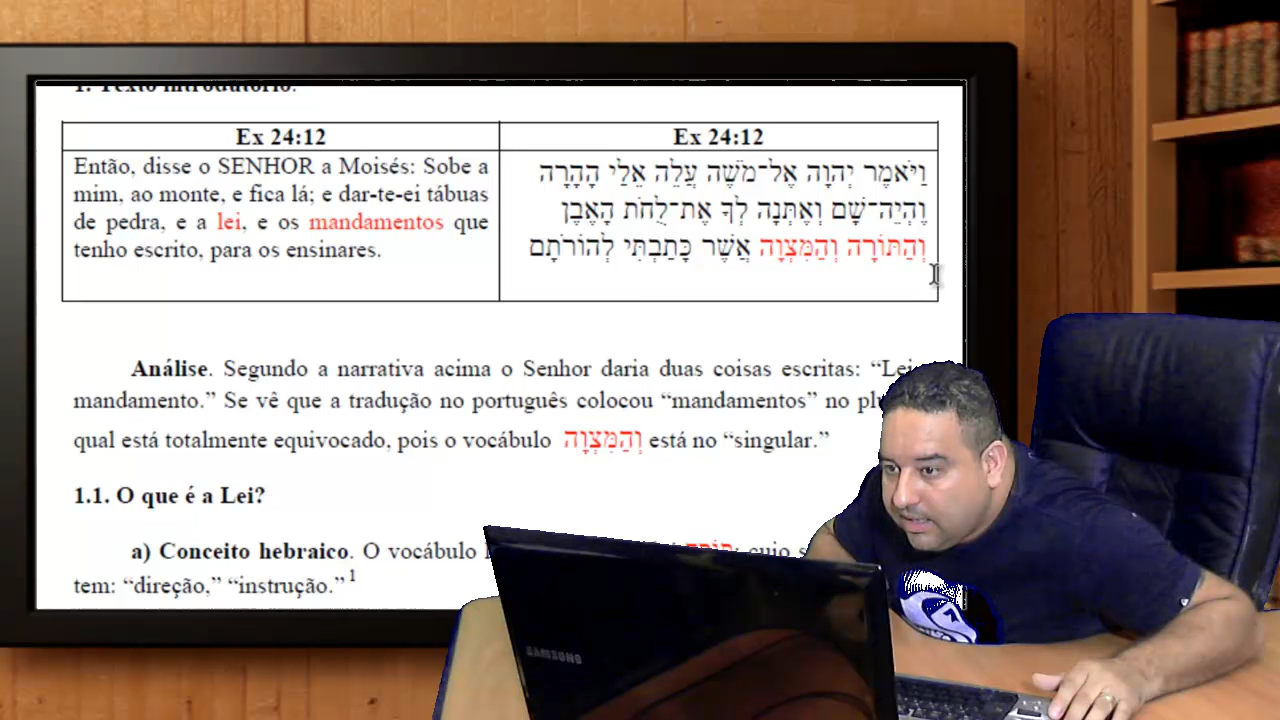 1. Texto introdutório.
Ex 24:12
Então, disse o SENHOR a Moisés: Sobe a
mim, ao monte, e fica lá; e dar-te-ei tábuas
de pedra, e a lei, e os mandamentos que
tenho escrito, para os ensinares.
Ex 24:12
וַיֹּאמֶר יְהוָה אֶל־מֹשֶׁה עֲלֵה אֵלַי הָהָרָה
וֶהְיֵה־שָׁם וְאֶתְּנָה לְךָ אֶת־לֻחֹת הָאֶבֶן
וְהַתּוֹרָה וְהַמִּצְוָה אֲשֶׁר כָּתַבְתִּי לְהוֹרֹתָם
Análise. Segundo a narrativa acima o Senhor daria duas coisas escritas: “Lei
mandamento.” Se vê que a tradução no português colocou “mandamentos” no
qual está totalmente equivocado, pois o vocábulo וְהַמִּצְוָה está no “singular.”
1.1. O que é a Lei?
a) Conceito hebraico. O vocábulo
tem: “direção,” “instrução.”1
SAMSUNG